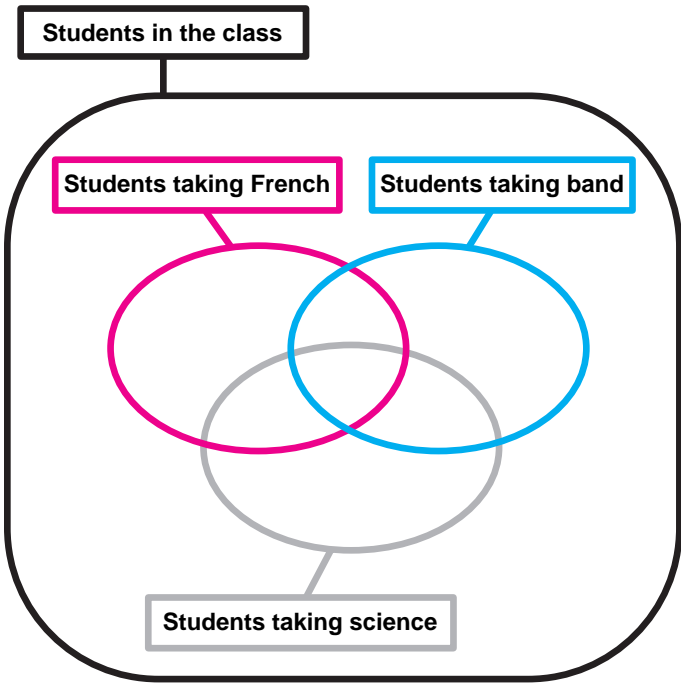 Students in the class
Students taking French
Students taking band
Students taking science